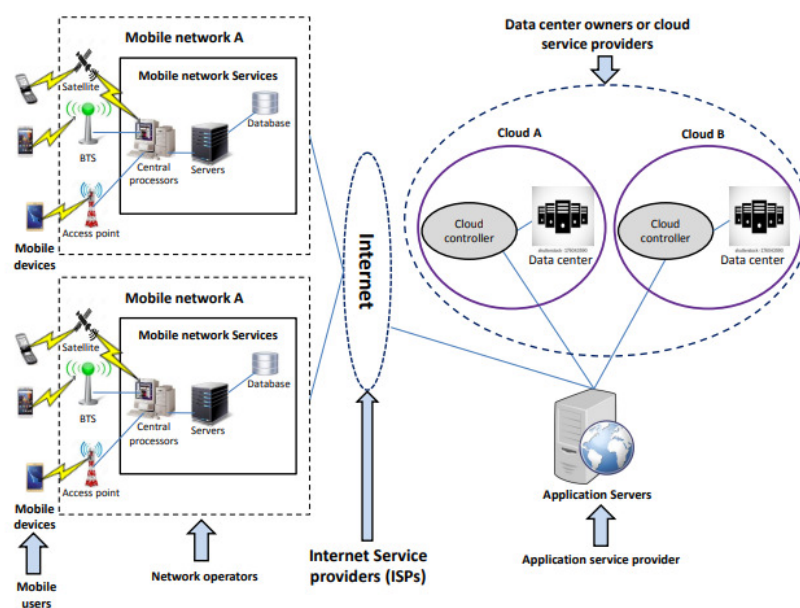 Mobile network A
Mobile network Services
Satellite
Database
BTS
Central
processors
Servers
Access point
Mobile
devices
Mobile network A
Mobile network Services
Satellite
Database
BTS
Central
processors
Servers
Access point
Mobile
devices
Mobile
users
Network operators
Internet
Internet Service
providers (ISPs)
Data center owners or cloud
service providers
Cloud A
Cloud
controller
Data center
Cloud B
Cloud
controller
Data center
Application Servers
Application service provider